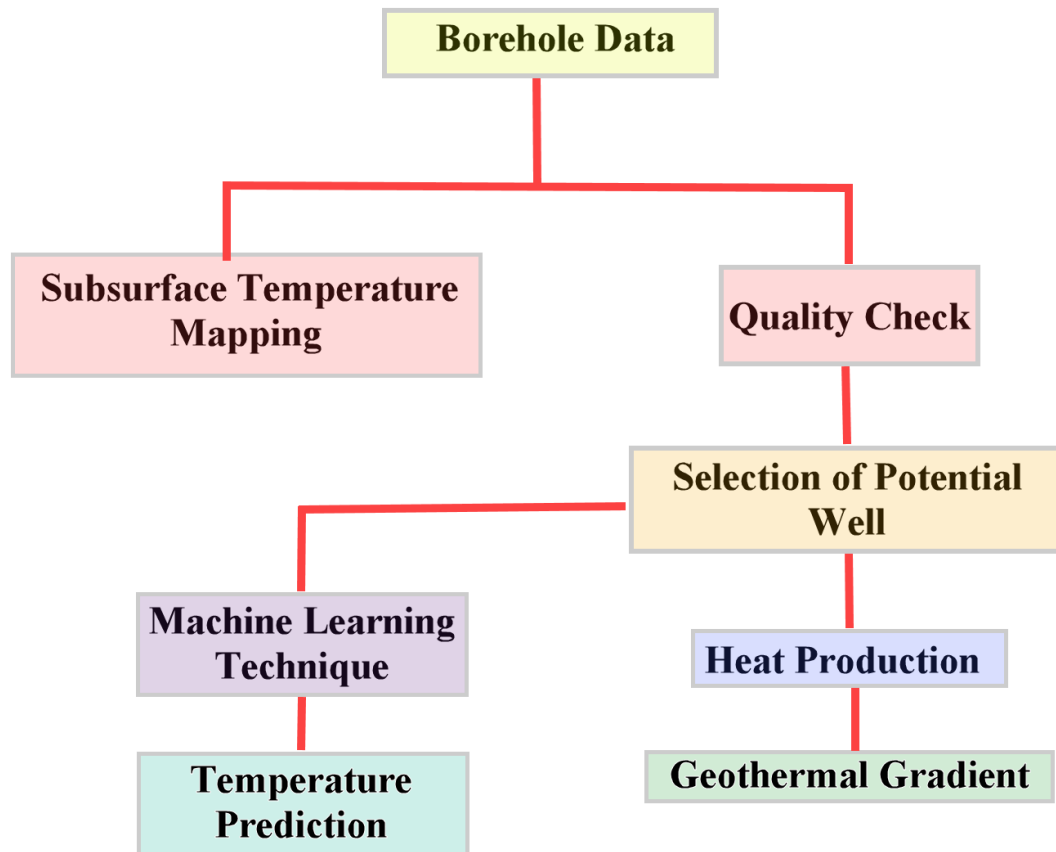 Borehole Data
Subsurface Temperature
Mapping
Quality Check
Selection of Potential
Well
Machine Learning
Technique
Heat Production
Temperature
Prediction
Geothermal Gradient